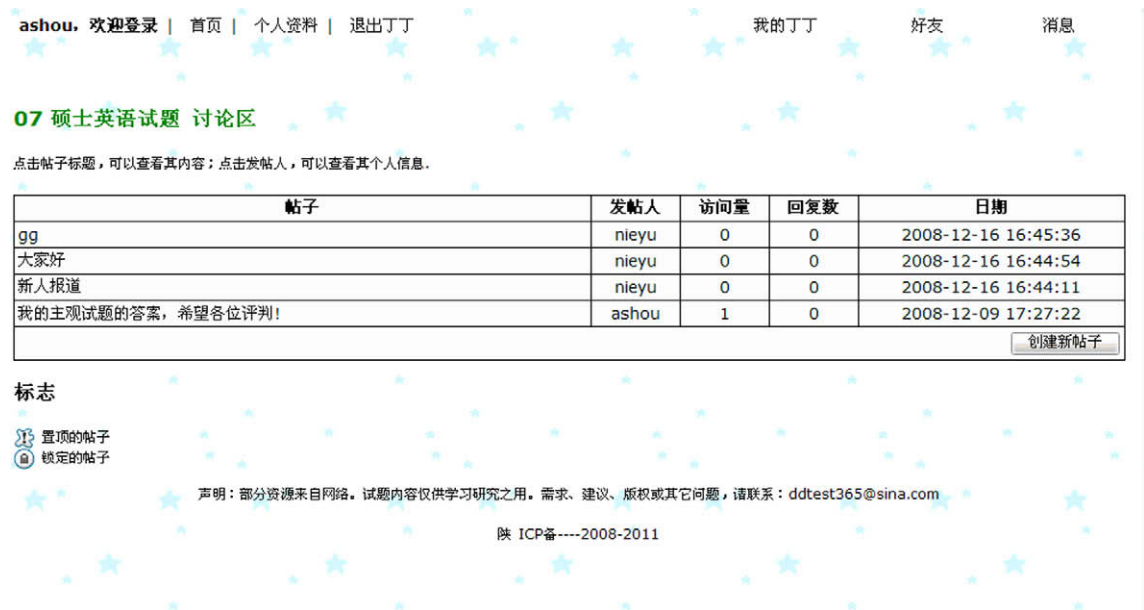 ashou，欢迎登录 | 首页 | 个人资料 | 退出丁丁 我的丁丁 好友 消息
07 硕士英语试题 讨论区
点击帖子标题，可以查看其内容；点击发帖人，可以查看其个人信息.
帖子 发帖人 访问量 回复数 日期
gg nieyu 0 0 2008-12-16 16:45:36
大家好 nieyu 0 0 2008-12-16 16:44:54
新人报道 nieyu 0 0 2008-12-16 16:44:11
我的主观试题的答案，希望各位评判! ashou 1 0 2008-12-09 17:27:22
创建新帖子
标志
置顶的帖子
锁定的帖子
声明：部分资源来自网络。试题内容仅供学习研究之用。需求、建议、版权或其它问题，请联系：ddtest365@sina.com
陕 ICP备----2008-2011